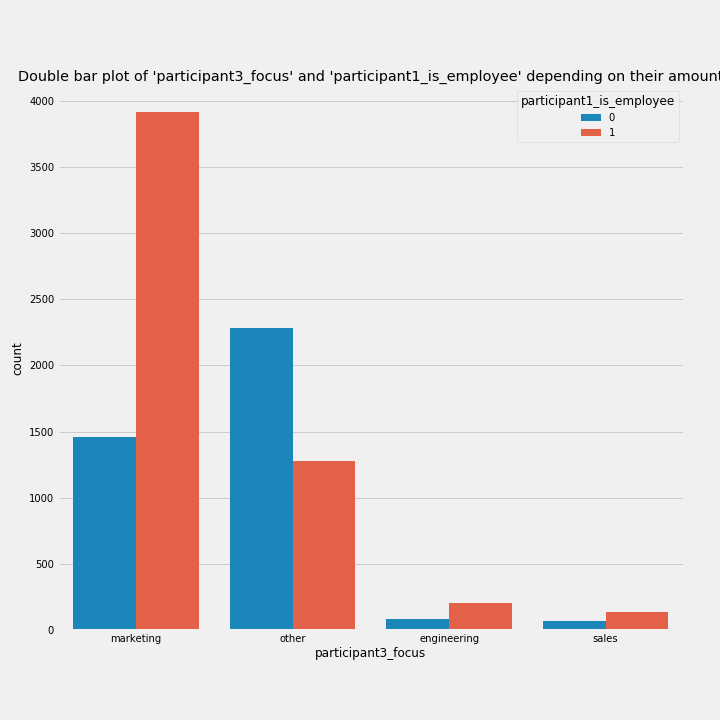 Double bar plot of 'participant3_focus' and 'participant1_is_employee' depending on their amount
participant1_is_employee
0
1
4000
3500
3000
2500
2000
1500
1000
500
0
count
marketing other engineering sales
participant3_focus